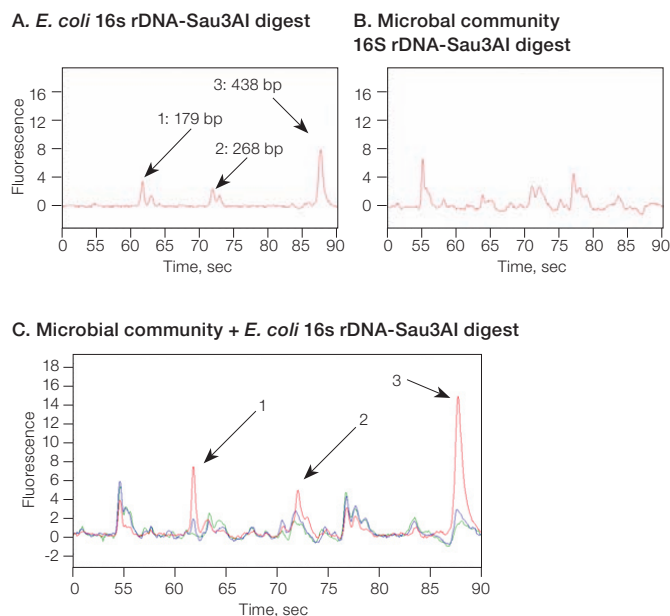 A. E. coli 16s rDNA-Sau3AI digest
B. Microbal community
16S rDNA-Sau3AI digest
Fluorescence
16
12
8
4
0
1: 179 bp
2: 268 bp
3: 438 bp
0 55 60 65 70 75 80 85 90
Time, sec
16
12
8
4
0
0 55 60 65 70 75 80 85 90
Time, sec
C. Microbial community + E. coli 16s rDNA-Sau3AI digest
Fluorescence
18
16
14
12
10
8
6
4
2
0
-2
1
2
3
0 55 60 65 70 75 80 85 90
Time, sec